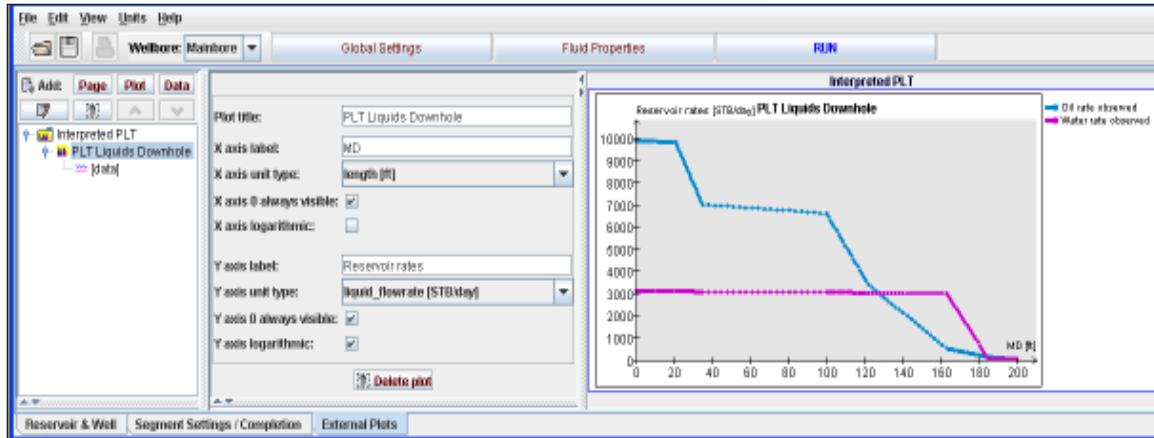 File Edit View Units Help
Wellbore: Mainbore Global Settings Fluid Properties RUN
Add: Page Plot Data
Interpreted PLT
PLT Liquids Downhole
[data]
Plot title: PLT Liquids Downhole
X axis label: MD
X axis unit type: length [ft]
X axis 0 always visible:
X axis logarithmic:
Y axis label: Reservoir rates
Y axis unit type: liquid_flowrate [STB/day]
Y axis 0 always visible:
Y axis logarithmic:
Delete plot
Interpreted PLT
Reservoir rates: [STB/day] PLT Liquids Downhole
Oil rate observed
Water rate observed
10000
9000
8000
7000
6000
5000
4000
3000
2000
1000
0
MD [ft]
0 20 40 60 80 100 120 140 160 180 200
Reservoir & Well Segment Settings / Completion External Plots